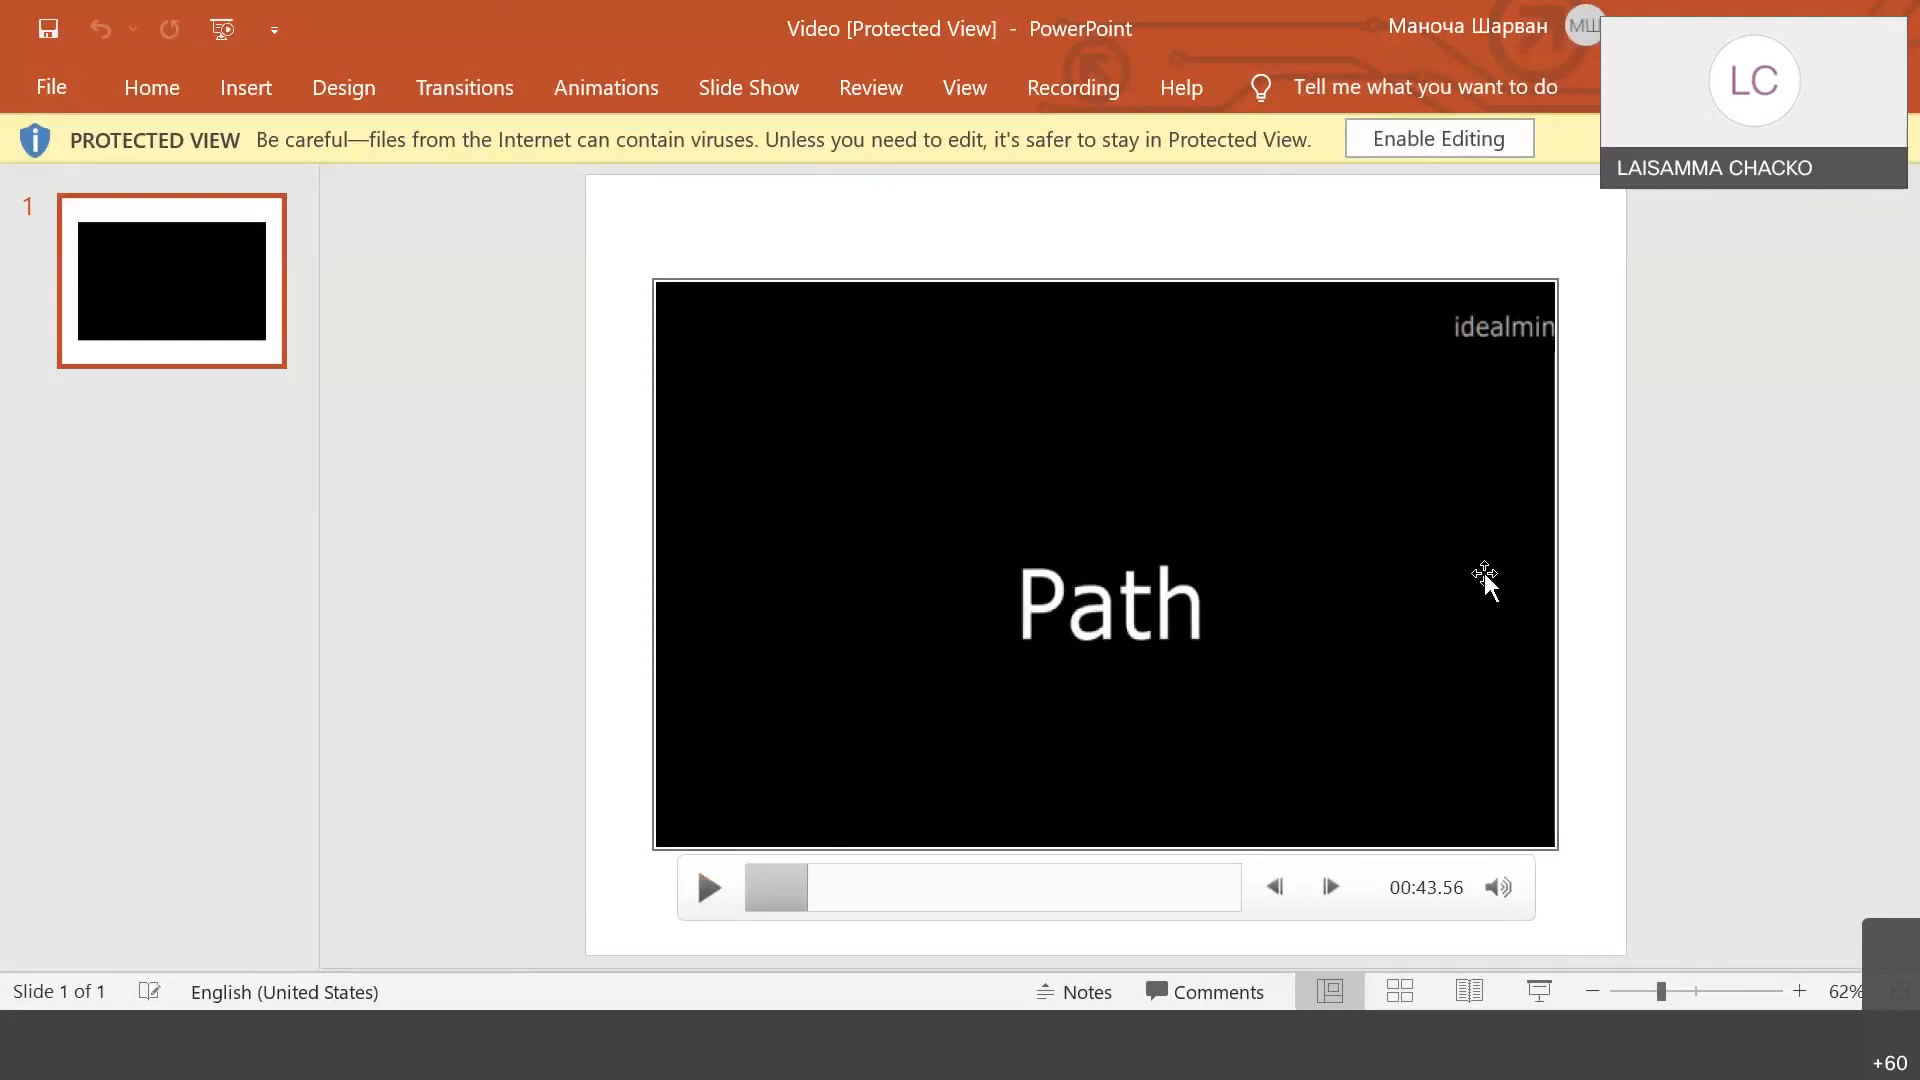 Video [Protected View] - PowerPoint
Маноча Шарван
МШ
File Home Insert Design Transitions Animations Slide Show Review View Recording Help Tell me what you want to do
LC
LAISAMMA CHACKO
PROTECTED VIEW Be careful—files from the Internet can contain viruses. Unless you need to edit, it's safer to stay in Protected View. Enable Editing
1
idealmin
Path
00:43.56
Slide 1 of 1 English (United States) Notes Comments 62%
+60